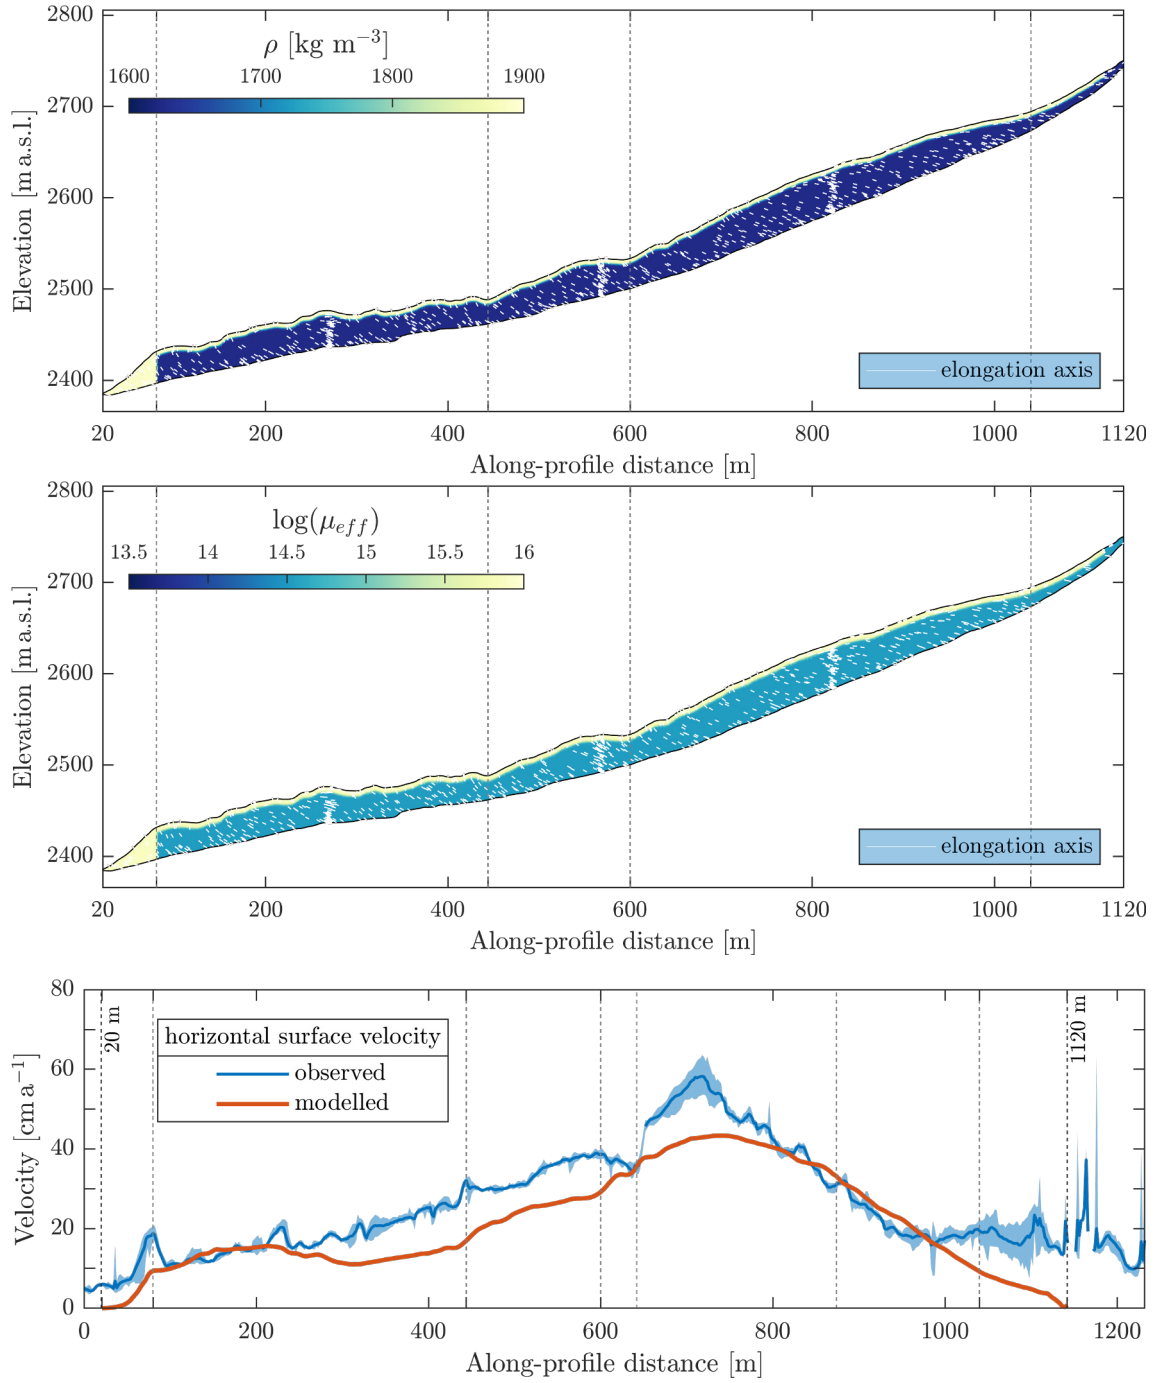 2800
ρ [kg m⁻³]
1600 1700 1800 1900
2700
2600
2500
2400
Elevation [m a.s.l.]
elongation axis
20 200 400 600 800 1000 1120
Along-profile distance [m]
2800
log(μ_eff)
13.5 14 14.5 15 15.5 16
2700
2600
2500
2400
Elevation [m a.s.l.]
elongation axis
20 200 400 600 800 1000 1120
Along-profile distance [m]
80
60
40
20
0
Velocity [cm a⁻¹]
20 m
1120 m
horizontal surface velocity
observed
modelled
0 200 400 600 800 1000 1200
Along-profile distance [m]